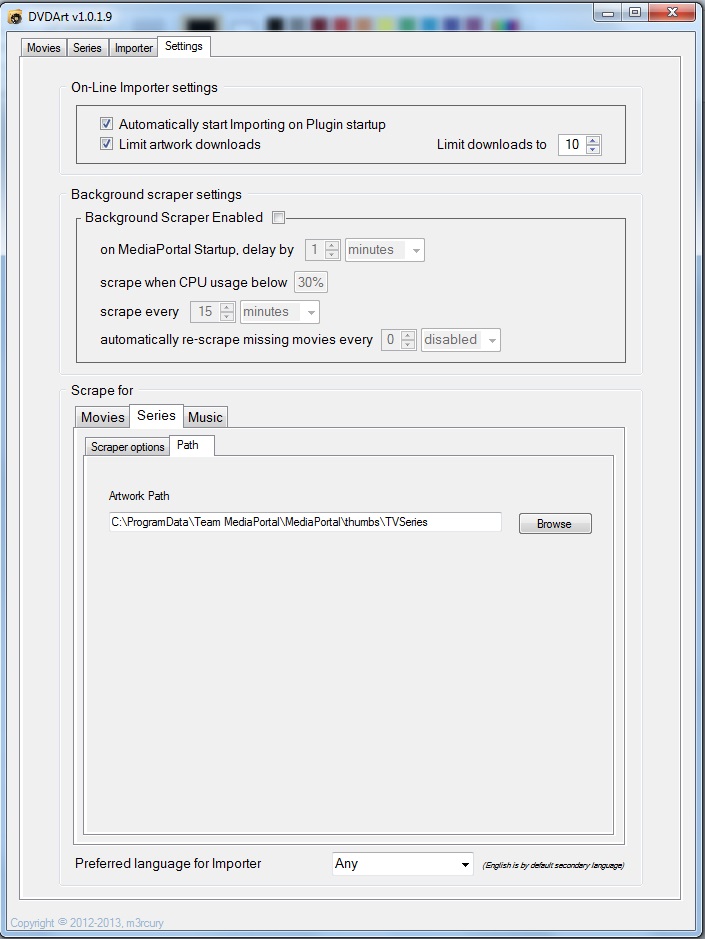 DVDArt v1.0.1.9
Movies Series Importer Settings
On-Line Importer settings
Automatically start Importing on Plugin startup
Limit artwork downloads Limit downloads to 10
Background scraper settings
Background Scraper Enabled
on MediaPortal Startup, delay by 1 minutes
scrape when CPU usage below 30%
scrape every 15 minutes
automatically re-scrape missing movies every 0 disabled
Scrape for
Movies Series Music
Scraper options Path
Artwork Path
C:\ProgramData\Team MediaPortal\MediaPortal\thumbs\TVSeries Browse
Preferred language for Importer Any (English is by default secondary language)
Copyright © 2012-2013, m3rcury